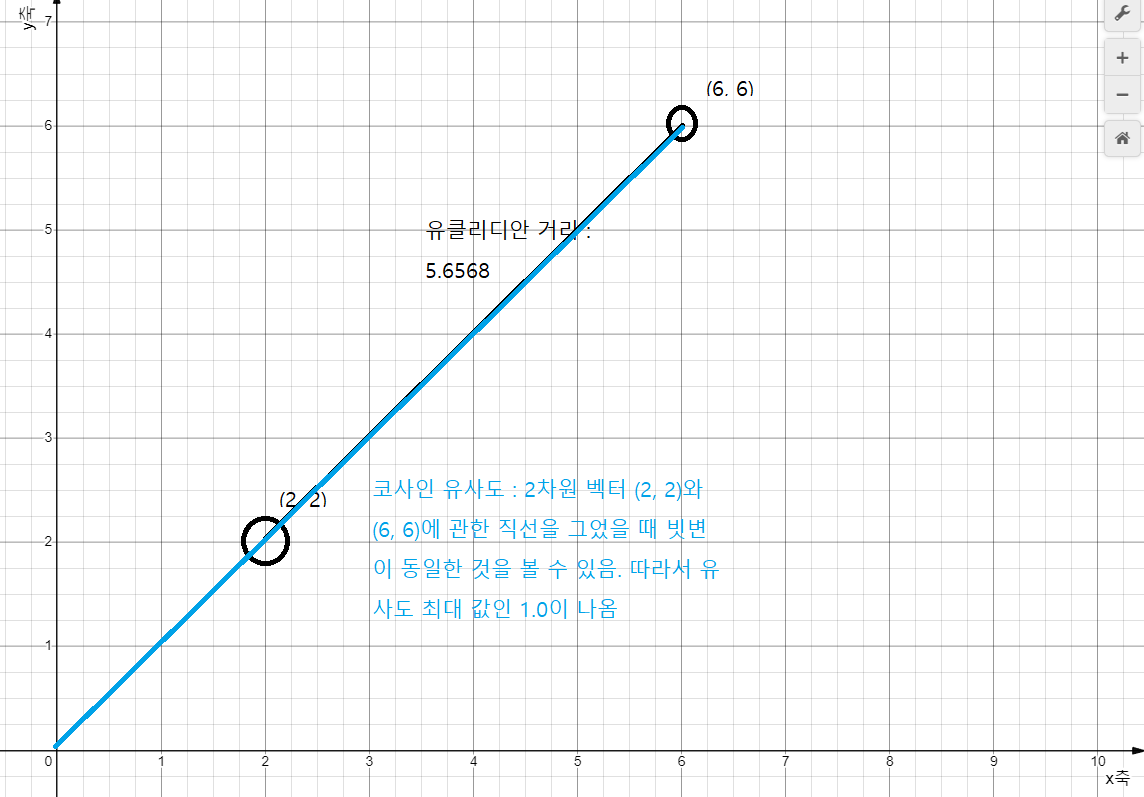 y축
7
(6, 6)
6
유클리디안 거리 :
5
5.6568
4
3
코사인 유사도 : 2차원 벡터 (2, 2)와
(2, 2)
(6, 6)에 관한 직선을 그었을 때 빗변
2
이 동일한 것을 볼 수 있음. 따라서 유
사도 최대 값인 1.0이 나옴
1
0 1 2 3 4 5 6 7 8 9 10
x축